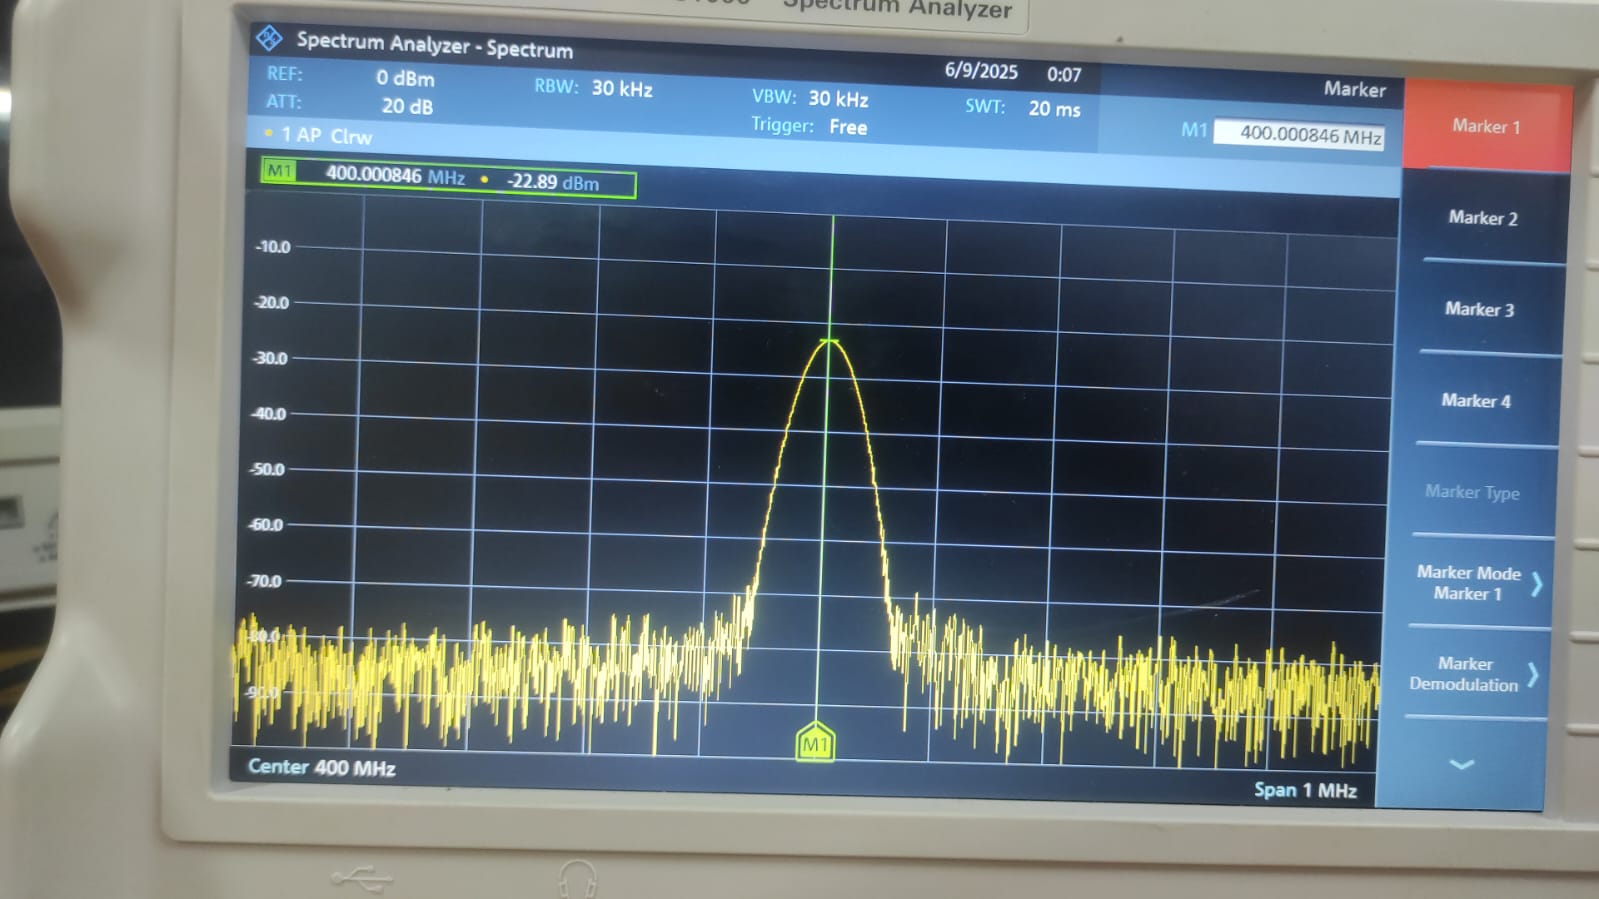 Spectrum Analyzer
Spectrum Analyzer - Spectrum
6/9/2025 0:07
REF: 0 dBm
ATT: 20 dB
RBW: 30 kHz
VBW: 30 kHz
SWT: 20 ms
Trigger: Free
Marker
M1 400.000846 MHz
1 AP Clrw
M1 400.000846 MHz -22.89 dBm
-10.0
-20.0
-30.0
-40.0
-50.0
-60.0
-70.0
-80.0
-90.0
M1
Center 400 MHz
Span 1 MHz
Marker 1
Marker 2
Marker 3
Marker 4
Marker Type
Marker Mode
Marker 1
Marker
Demodulation